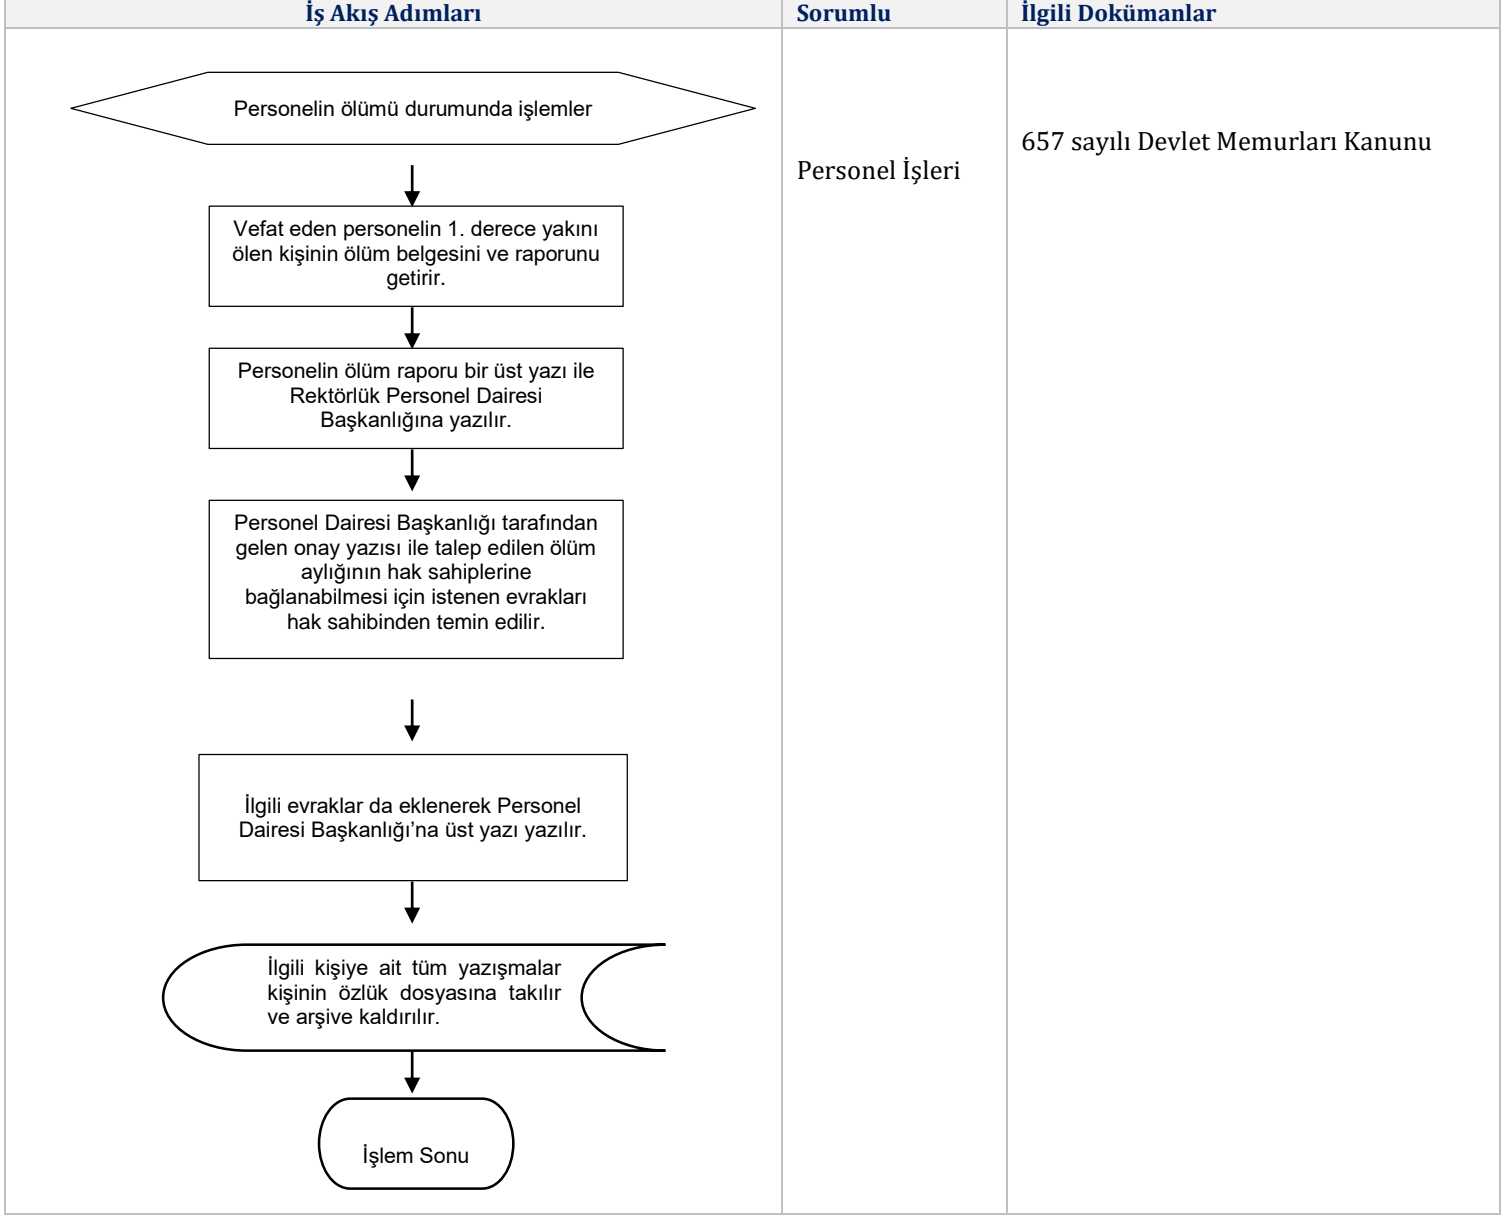 İş Akış Adımları
Sorumlu
İlgili Dokümanlar
Personelin ölümü durumunda işlemler
657 sayılı Devlet Memurları Kanunu
Personel İşleri
Vefat eden personelin 1. derece yakını
ölen kişinin ölüm belgesini ve raporunu
getirir.
Personelin ölüm raporu bir üst yazı ile
Rektörlük Personel Dairesi
Başkanlığına yazılır.
Personel Dairesi Başkanlığı tarafından
gelen onay yazısı ile talep edilen ölüm
aylığının hak sahiplerine
bağlanabilmesi için istenen evrakları
hak sahibinden temin edilir.
İlgili evraklar da eklenerek Personel
Dairesi Başkanlığı’na üst yazı yazılır.
İlgili kişiye ait tüm yazışmalar
kişinin özlük dosyasına takılır
ve arşive kaldırılır.
İşlem Sonu